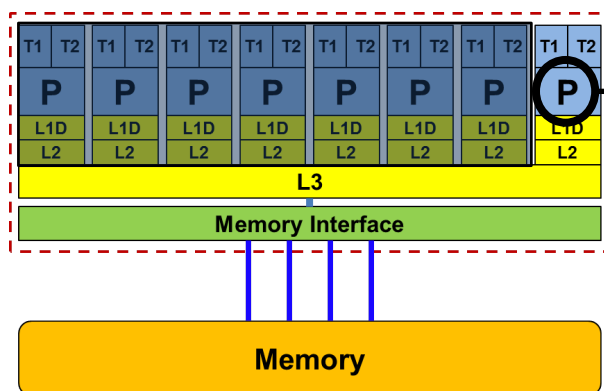 T1 T2 T1 T2 T1 T2 T1 T2 T1 T2 T1 T2 T1 T2 T1 T2
P P P P P P P P
L1D L1D L1D L1D L1D L1D L1D L1D
L2 L2 L2 L2 L2 L2 L2 L2
L3
Memory Interface
Memory